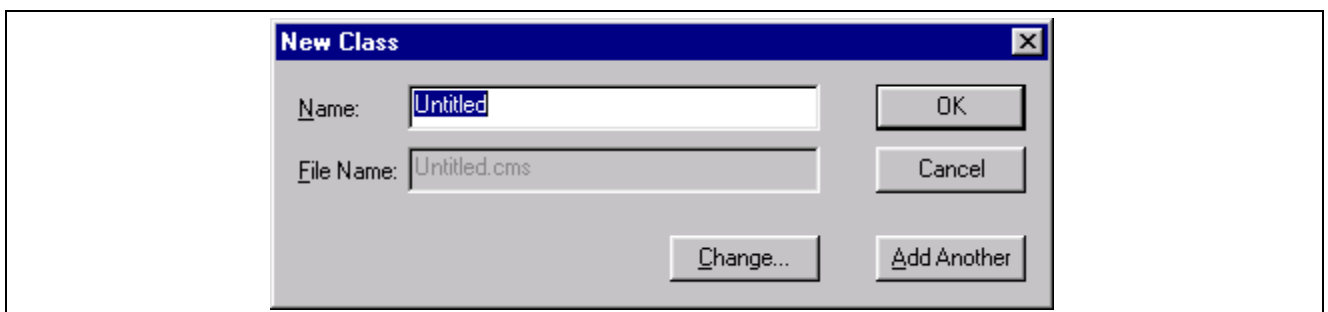 New Class
Name: Untitled OK
File Name: Untitled.cms Cancel
Change... Add Another